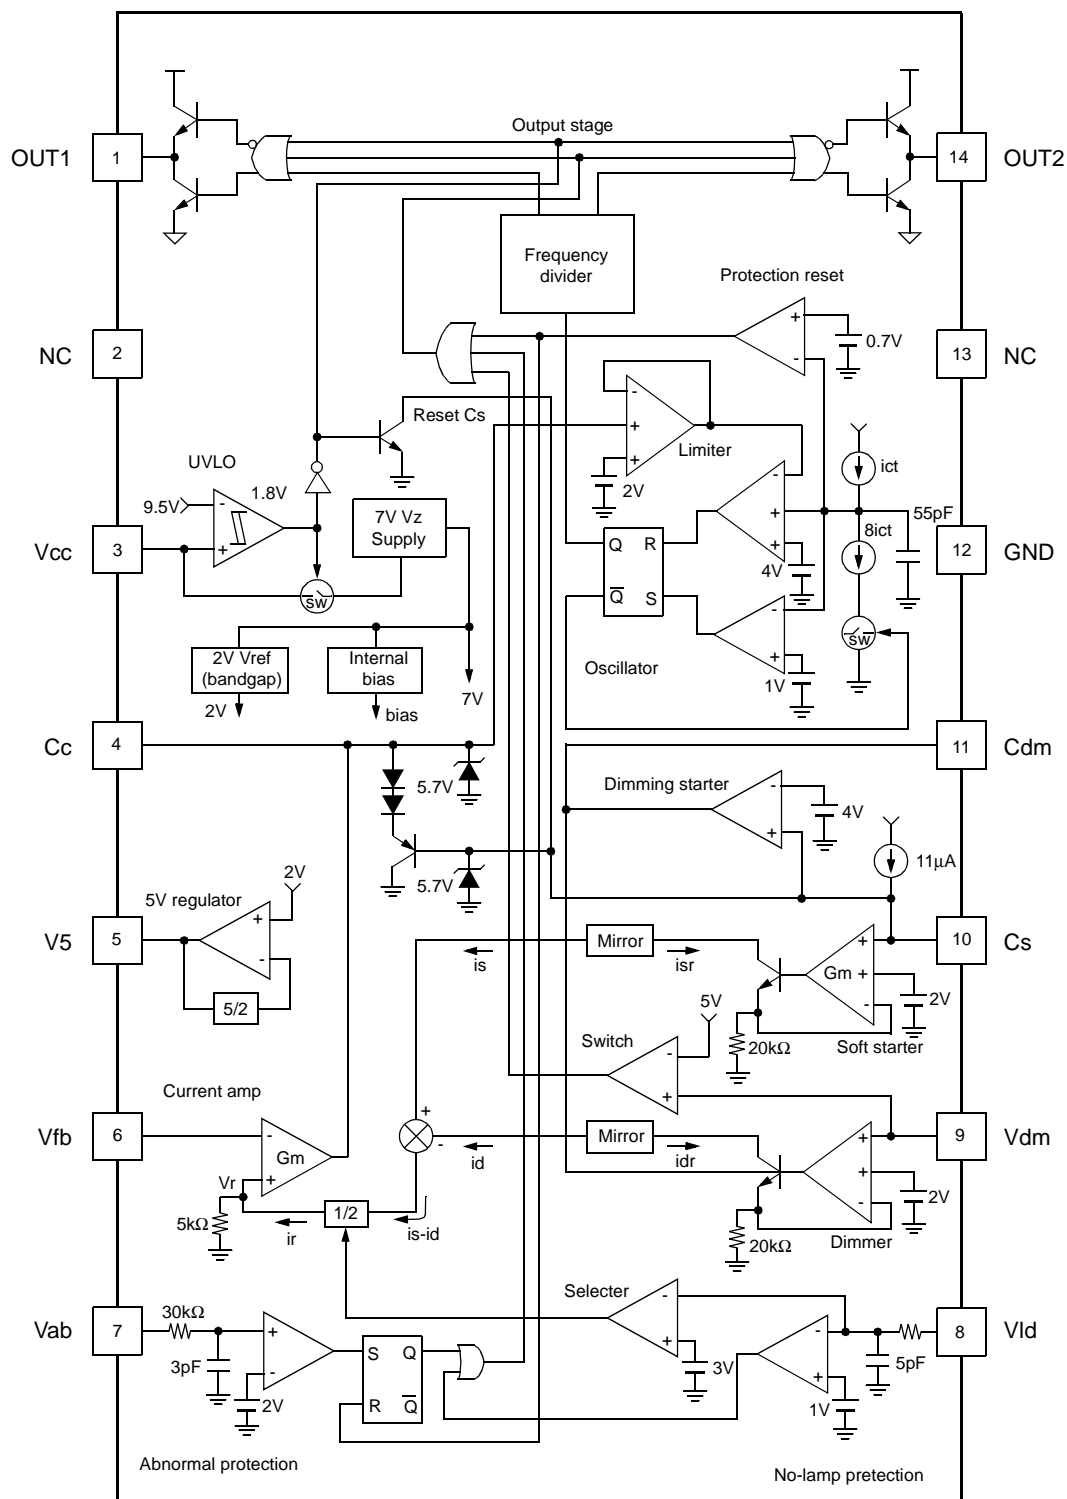 Output stage
OUT1
1
14
OUT2
Frequency
divider
Protection reset
+
-
0.7V
NC
2
13
NC
Reset Cs
-
+
+
Limiter
2V
ict
UVLO
1.8V
9.5V
-
+
7V Vz
Supply
Vcc
3
sw
-
+
+
4V
55pF
8ict
12
GND
Q
R
Q
S
sw
-
+
1V
Oscillator
2V Vref
(bandgap)
Internal
bias
2V
bias
7V
Cc
4
11
Cdm
5.7V
Dimming starter
-
+
4V
5.7V
11µA
5V regulator
2V
+
-
V5
5
5/2
is
Mirror
isr
+
Gm +
-
10
Cs
2V
20kΩ
Soft starter
5V
Switch
-
+
Current amp
Vfb
6
-
Gm
+
Vr
+
-
id
Mirror
idr
+
+
-
9
Vdm
2V
20kΩ
Dimmer
5kΩ
ir
1/2
is-id
Selecter
-
+
3V
Vab
7
30kΩ
3pF
+
-
2V
S
Q
R
Q
-
+
1V
5pF
8
Vld
Abnormal protection
No-lamp pretection